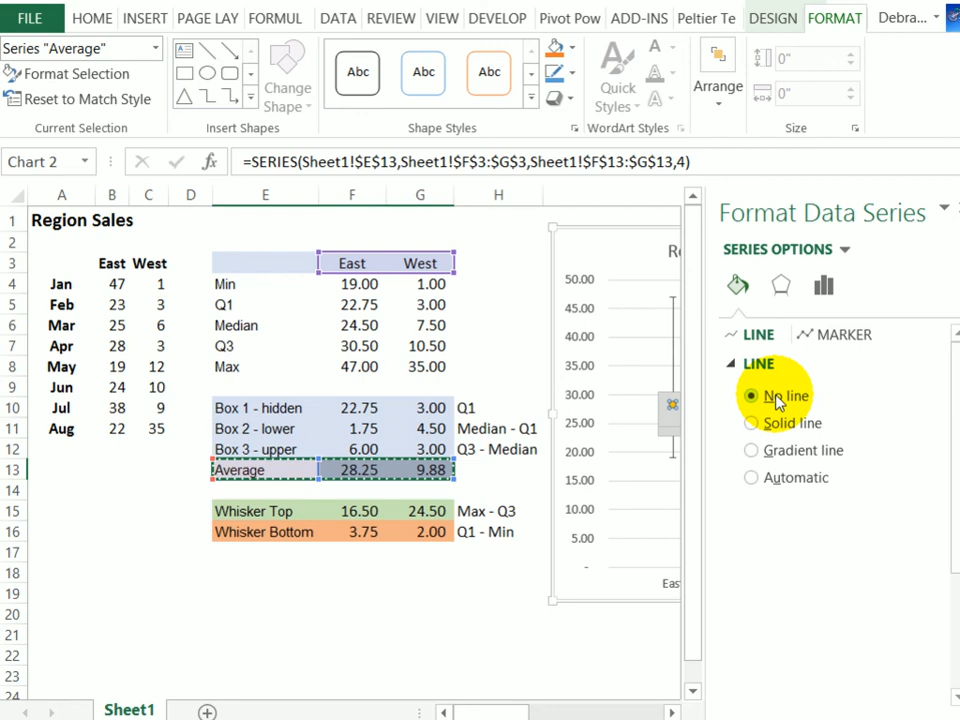 FILE HOME INSERT PAGE LAY FORMUL DATA REVIEW VIEW DEVELOP Pivot Pow ADD-INS Peltier Te DESIGN FORMAT Debra...
Series "Average"
Format Selection
Reset to Match Style
Current Selection
Change
Shape
Insert Shapes
Abc Abc Abc
Shape Styles
Quick
Styles
WordArt Styles
Arrange
0"
0"
Size
Chart 2 fx =SERIES(Sheet1!$E$13,Sheet1!$F$3:$G$3,Sheet1!$F$13:$G$13,4)
A B C D E F G H
1 Region Sales
2
3 East West East West
4 Jan 47 1 Min 19.00 1.00
5 Feb 23 3 Q1 22.75 3.00
6 Mar 25 6 Median 24.50 7.50
7 Apr 28 3 Q3 30.50 10.50
8 May 19 12 Max 47.00 35.00
9 Jun 24 10
10 Jul 38 9 Box 1 - hidden 22.75 3.00 Q1
11 Aug 22 35 Box 2 - lower 1.75 4.50 Median - Q1
12 Box 3 - upper 6.00 3.00 Q3 - Median
13 Average 28.25 9.88
14
15 Whisker Top 16.50 24.50 Max - Q3
16 Whisker Bottom 3.75 2.00 Q1 - Min
17
18
19
20
21
22
23
24
Re
50.00
45.00
40.00
35.00
30.00
25.00
20.00
15.00
10.00
5.00
-
Eas
Format Data Series
SERIES OPTIONS
LINE MARKER
LINE
No line
Solid line
Gradient line
Automatic
Sheet1